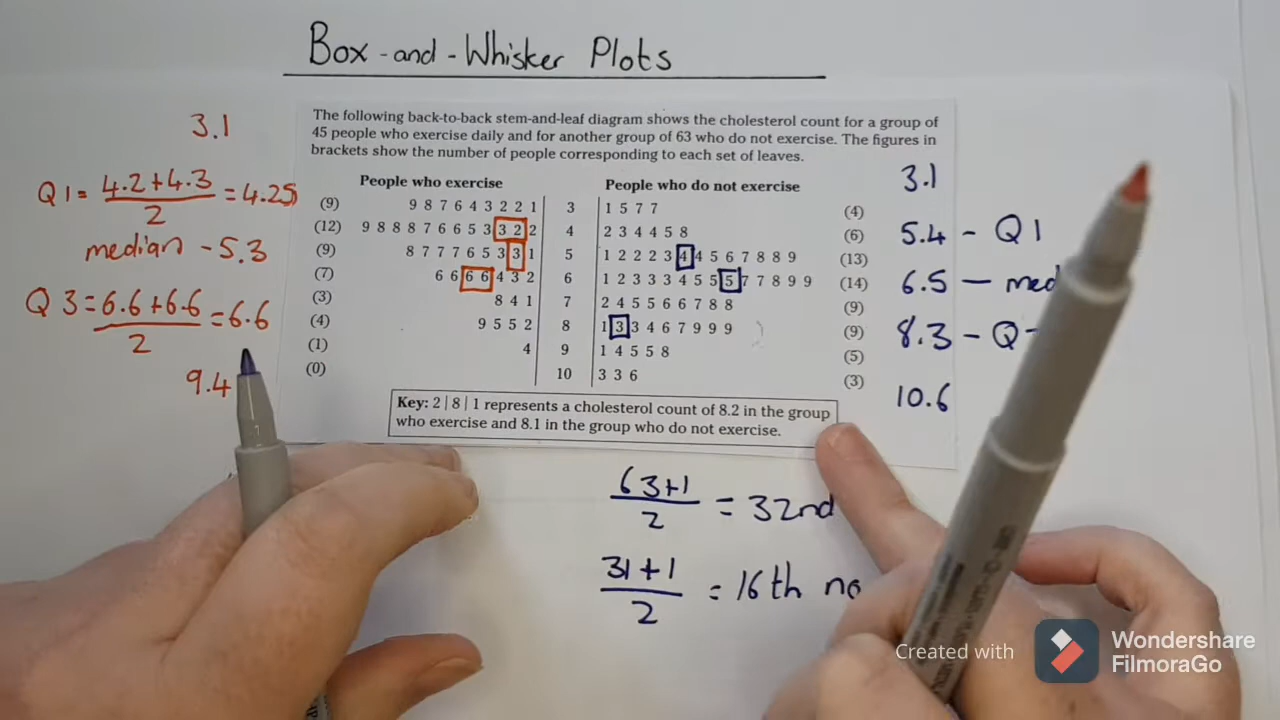 Box-and-Whisker Plots
The following back-to-back stem-and-leaf diagram shows the cholesterol count for a group of
45 people who exercise daily and for another group of 63 who do not exercise. The figures in
brackets show the number of people corresponding to each set of leaves.
People who exercise People who do not exercise
(9) 9 8 7 6 4 3 2 2 1 3 1 5 7 7 (4)
(12) 9 8 8 8 7 6 6 5 3 3 2 2 4 2 3 4 4 5 8 (6)
(9) 8 7 7 7 6 5 3 3 1 5 1 2 2 2 3 4 4 5 6 7 8 8 9 (13)
(7) 6 6 6 6 4 3 2 6 1 2 3 3 3 4 5 5 5 7 7 8 9 9 (14)
(3) 8 4 1 7 2 4 5 5 6 6 7 8 8 (9)
(4) 9 5 5 2 8 1 3 3 4 6 7 9 9 9 (9)
(1) 4 9 1 4 5 5 8 (5)
(0) 10 3 3 6 (3)
Key: 2 | 8 | 1 represents a cholesterol count of 8.2 in the group
who exercise and 8.1 in the group who do not exercise.
3.1
Q1 = 4.2+4.3 / 2 = 4.25
median - 5.3
Q3 = 6.6+6.6 / 2 = 6.6
9.4
3.1
5.4 - Q1
6.5 - med
8.3 - Q
10.6
63+1 / 2 = 32nd
31+1 / 2 = 16th no
Created with
Wondershare
FilmoraGo